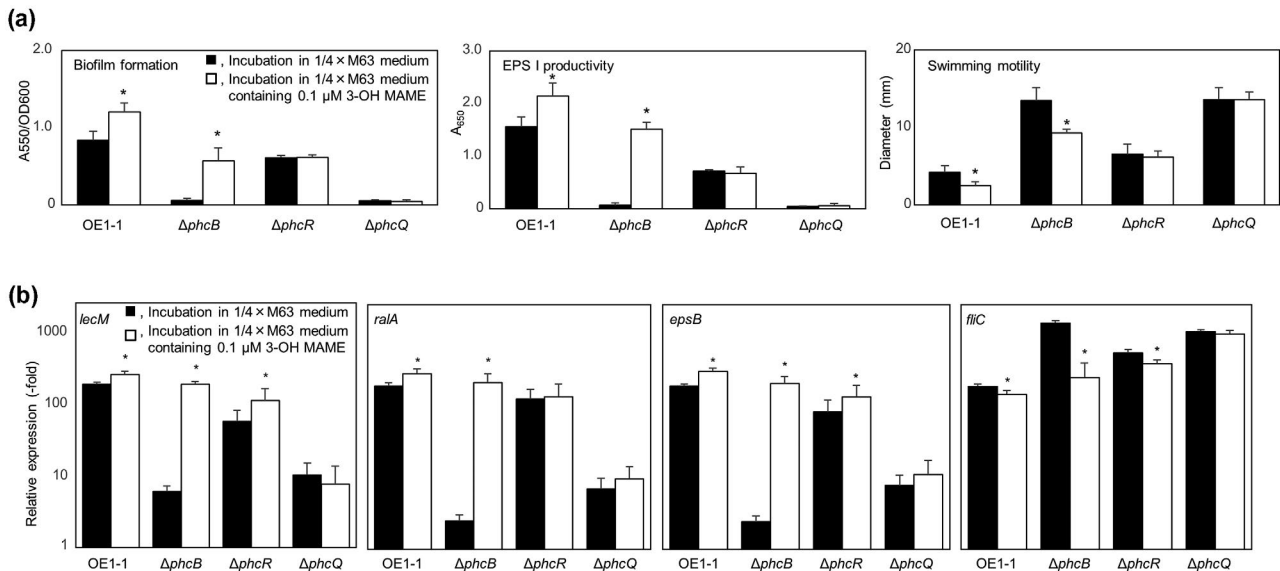 (a)
Biofilm formation
■, Incubation in 1/4 × M63 medium
□, Incubation in 1/4 × M63 medium
containing 0.1 µM 3-OH MAME
A550/OD600
2.0
1.0
0
*
*
OE1-1 ΔphcB ΔphcR ΔphcQ
EPS I productivity
A650
3.0
2.0
1.0
0
*
*
OE1-1 ΔphcB ΔphcR ΔphcQ
Swimming motility
Diameter (mm)
20
10
0
*
*
OE1-1 ΔphcB ΔphcR ΔphcQ
(b)
Relative expression (-fold)
1000
100
10
1
lecM
■, Incubation in 1/4 × M63 medium
□, Incubation in 1/4 × M63 medium
containing 0.1 µM 3-OH MAME
* * *
OE1-1 ΔphcB ΔphcR ΔphcQ
ralA
* *
OE1-1 ΔphcB ΔphcR ΔphcQ
epsB
* * *
OE1-1 ΔphcB ΔphcR ΔphcQ
fliC
* * *
OE1-1 ΔphcB ΔphcR ΔphcQ